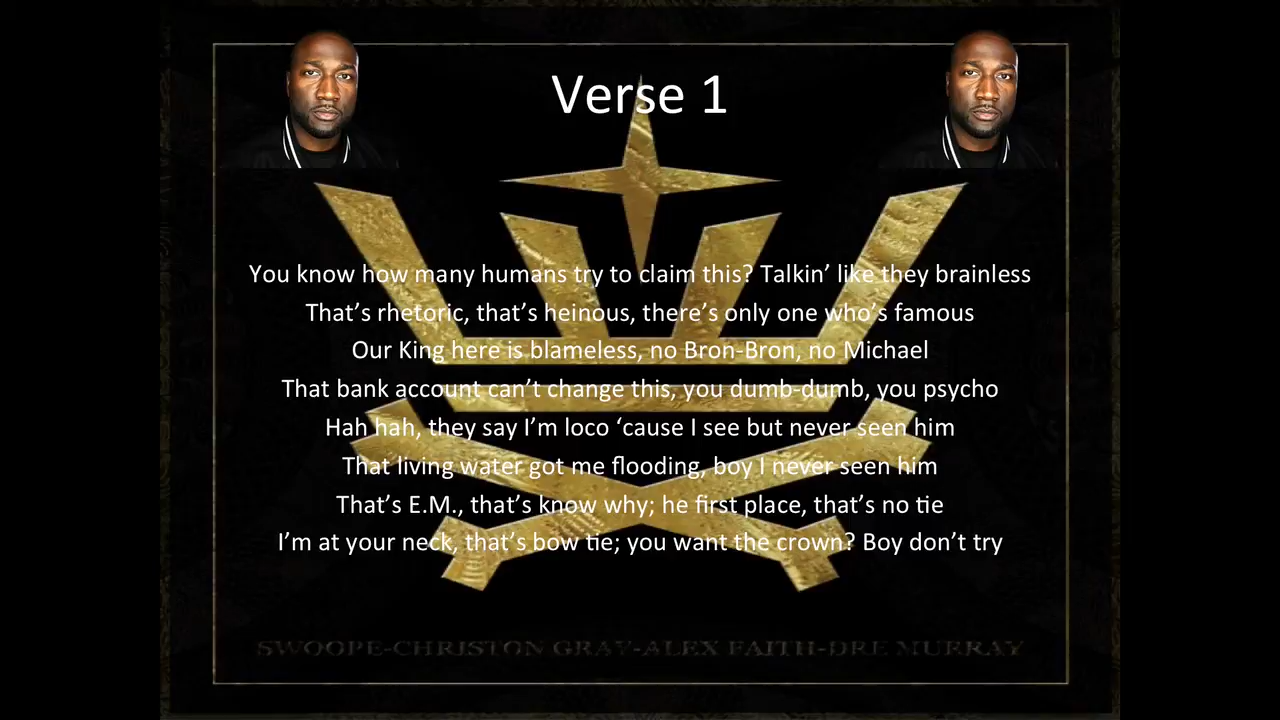 Verse 1
You know how many humans try to claim this? Talkin’ like they brainless
That’s rhetoric, that’s heinous, there’s only one who’s famous
Our King here is blameless, no Bron-Bron, no Michael
That bank account can’t change this, you dumb-dumb, you psycho
Hah hah, they say I’m loco ‘cause I see but never seen him
That living water got me flooding, boy I never seen him
That’s E.M., that’s know why; he first place, that’s no tie
I’m at your neck, that’s bow tie; you want the crown? Boy don’t try
SWOOPE-CHRISTON GRAY-ALEX FAITH-DRE MURRAY